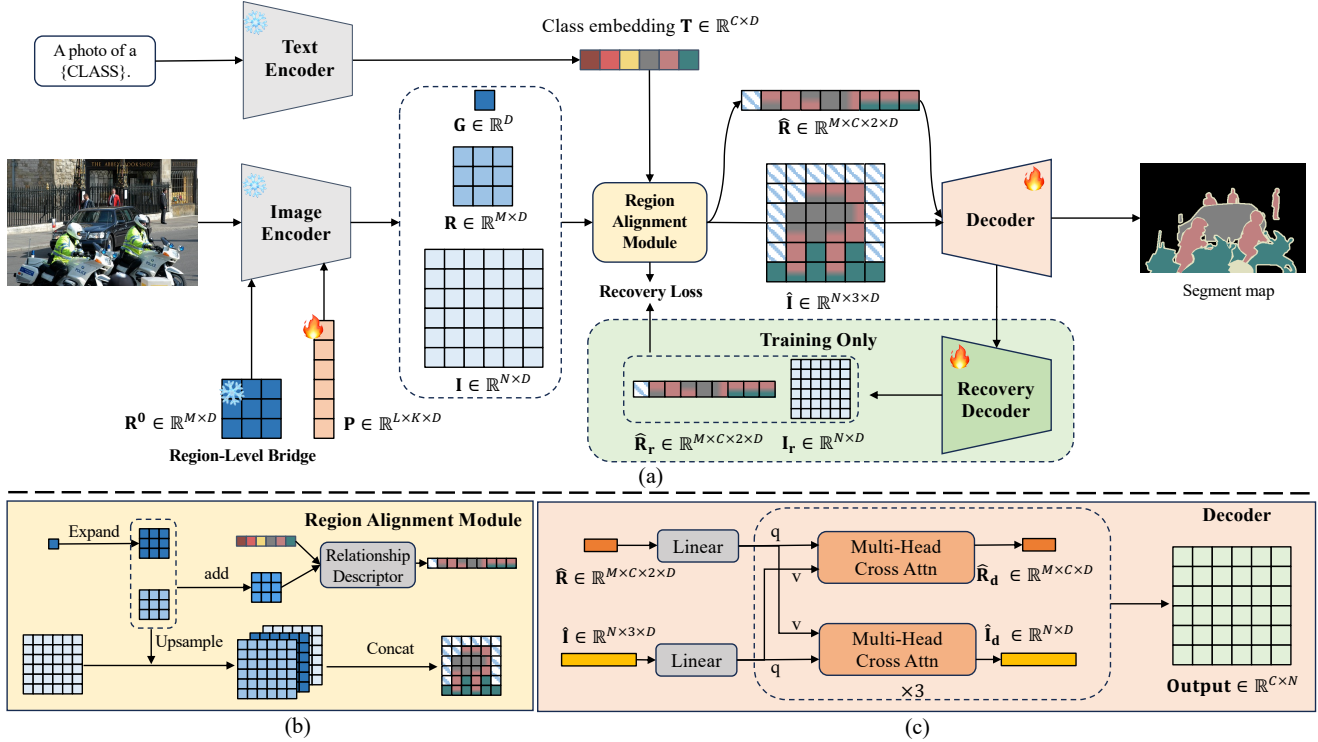 A photo of a
{CLASS}.
Text
Encoder
Class embedding T ∈ ℝ^{C×D}
G ∈ ℝ^{D}
R ∈ ℝ^{M×D}
I ∈ ℝ^{N×D}
Image
Encoder
R⁰ ∈ ℝ^{M×D}
P ∈ ℝ^{L×K×D}
Region-Level Bridge
Region
Alignment
Module
Recovery Loss
R̂ ∈ ℝ^{M×C×2×D}
Î ∈ ℝ^{N×3×D}
Decoder
Segment map
Training Only
Recovery
Decoder
R̂_r ∈ ℝ^{M×C×2×D}
I_r ∈ ℝ^{N×D}
(a)
Region Alignment Module
Expand
add
Relationship
Descriptor
Upsample
Concat
(b)
Decoder
R̂ ∈ ℝ^{M×C×2×D}
Linear
q
v
Multi-Head
Cross Attn
R̂_d ∈ ℝ^{M×C×D}
Î ∈ ℝ^{N×3×D}
Linear
v
q
Multi-Head
Cross Attn
Î_d ∈ ℝ^{N×D}
×3
Output ∈ ℝ^{C×N}
(c)